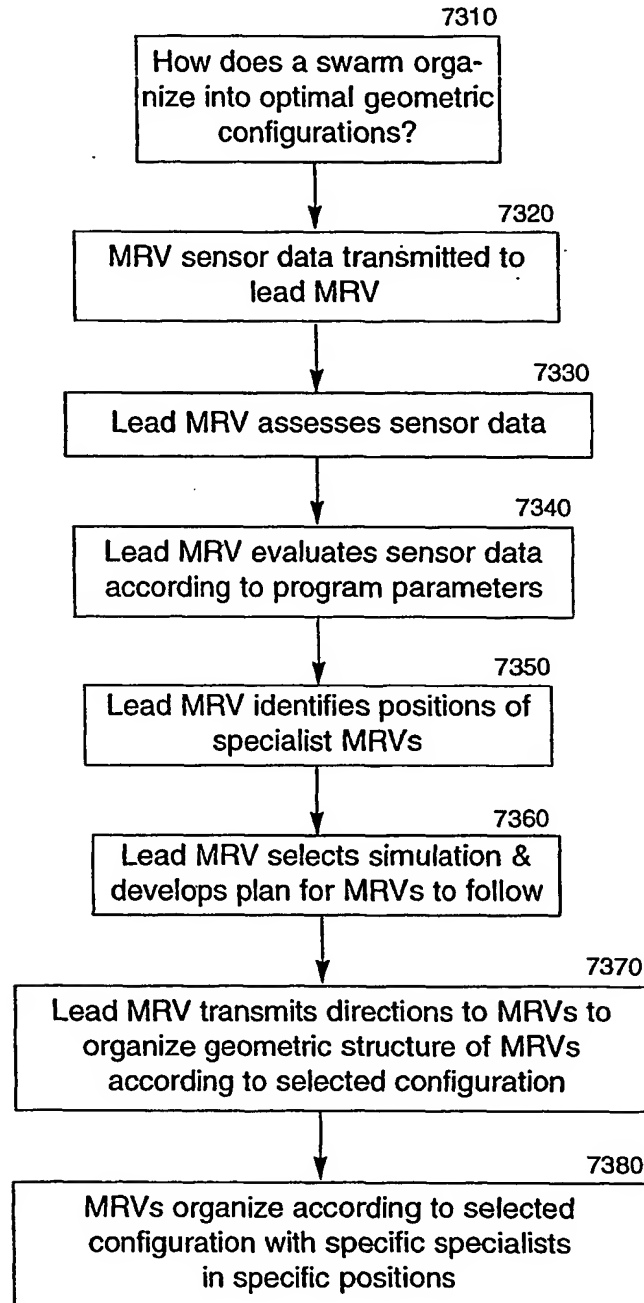 7310
How does a swarm orga-
nize into optimal geometric
configurations?
7320
MRV sensor data transmitted to
lead MRV
7330
Lead MRV assesses sensor data
7340
Lead MRV evaluates sensor data
according to program parameters
7350
Lead MRV identifies positions of
specialist MRVs
7360
Lead MRV selects simulation &
develops plan for MRVs to follow
7370
Lead MRV transmits directions to MRVs to
organize geometric structure of MRVs
according to selected configuration
7380
MRVs organize according to selected
configuration with specific specialists
in specific positions